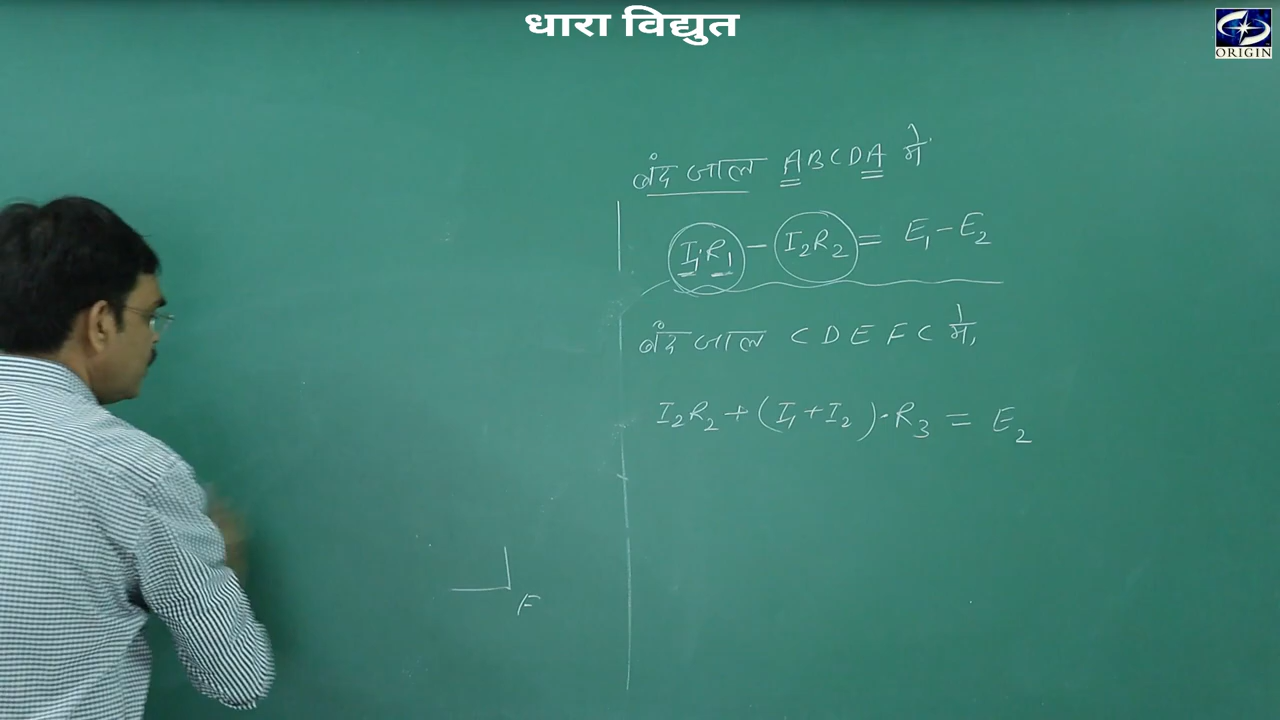 धारा विद्युत
ORIGIN
बंद जाल ABCDA में
I₁R₁ - I₂R₂ = E₁ - E₂
बंद जाल CDEFC में,
I₂R₂ + (I₁ + I₂)·R₃ = E₂
F